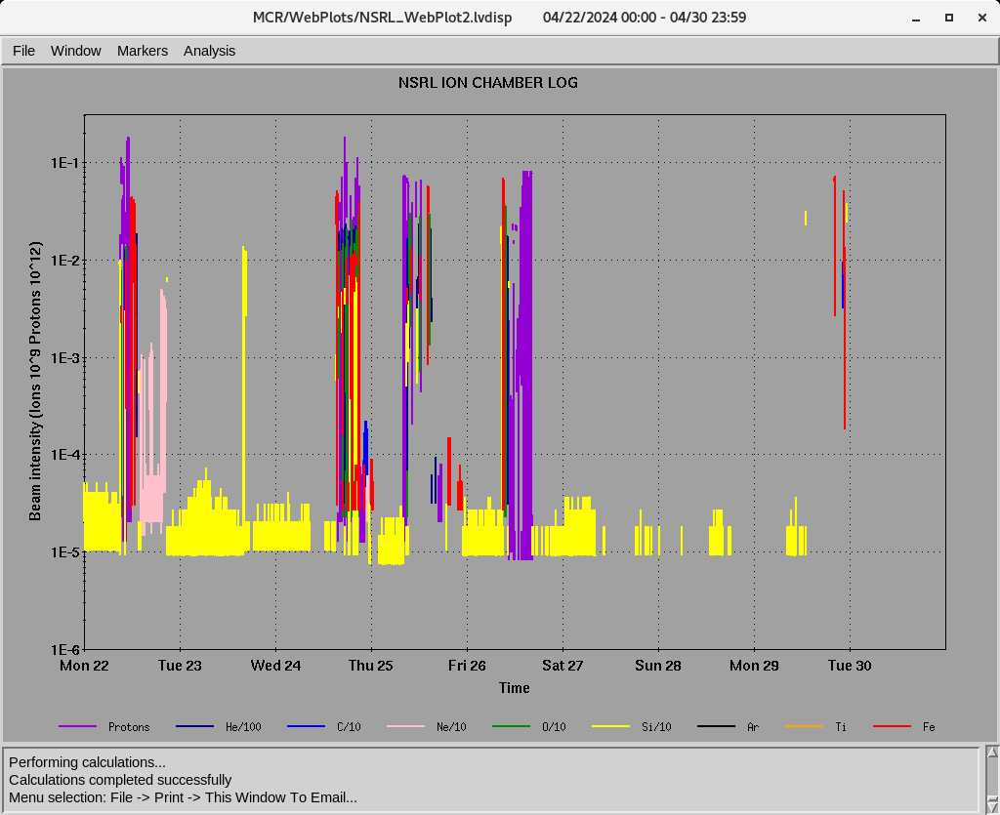 MCR/WebPlots/NSRL_WebPlot2.lvdisp 04/22/2024 00:00 - 04/30 23:59
File Window Markers Analysis
NSRL ION CHAMBER LOG
Beam intensity (Ions 10^9 Protons 10^12)
1E-1
1E-2
1E-3
1E-4
1E-5
1E-6
Mon 22 Tue 23 Wed 24 Thu 25 Fri 26 Sat 27 Sun 28 Mon 29 Tue 30
Time
Protons He/100 C/10 Ne/10 O/10 Si/10 Ar Ti Fe
Performing calculations...
Calculations completed successfully
Menu selection: File -> Print -> This Window To Email...